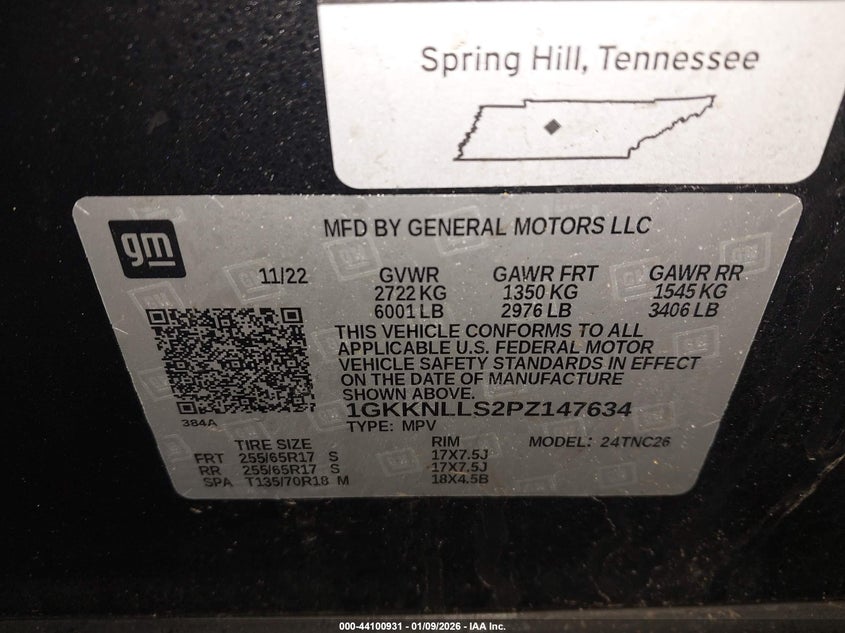 Spring Hill, Tennessee
gm
MFD BY GENERAL MOTORS LLC
11/22 GVWR GAWR FRT GAWR RR
2722 KG 1350 KG 1545 KG
6001 LB 2976 LB 3406 LB
THIS VEHICLE CONFORMS TO ALL
APPLICABLE U.S. FEDERAL MOTOR
VEHICLE SAFETY STANDARDS IN EFFECT
ON THE DATE OF MANUFACTURE
SHOWN ABOVE.
1GKKNLLS2PZ147634
384A
TYPE: MPV
TIRE SIZE RIM MODEL: 24TNC26
FRT 255/65R17 S 17X7.5J
RR 255/65R17 S 17X7.5J
SPA T135/70R18 M 18X4.5B
000-44100931 - 01/09/2026 - IAA Inc.